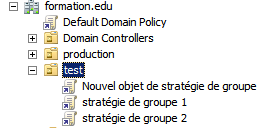 formation.edu
Default Domain Policy
Domain Controllers
production
test
Nouvel objet de stratégie de groupe
stratégie de groupe 1
stratégie de groupe 2